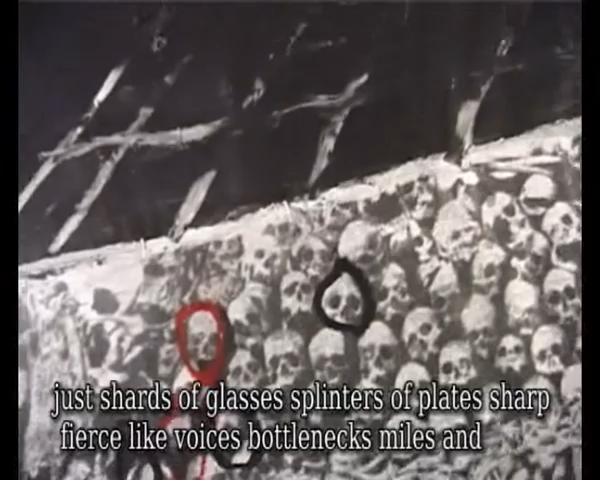 just shards of glasses splinters of plates sharp
fierce like voices bottlenecks miles and